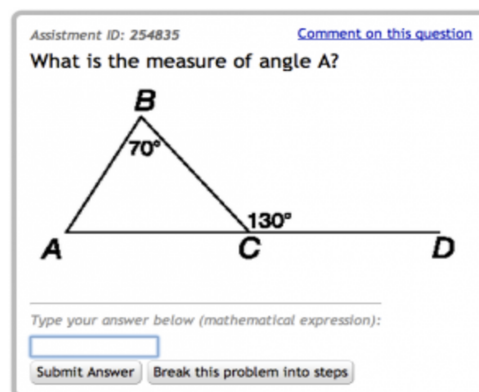 Assistment ID: 254835 Comment on this question
What is the measure of angle A?
B
70°
130°
A C D
Type your answer below (mathematical expression):
Submit Answer Break this problem into steps